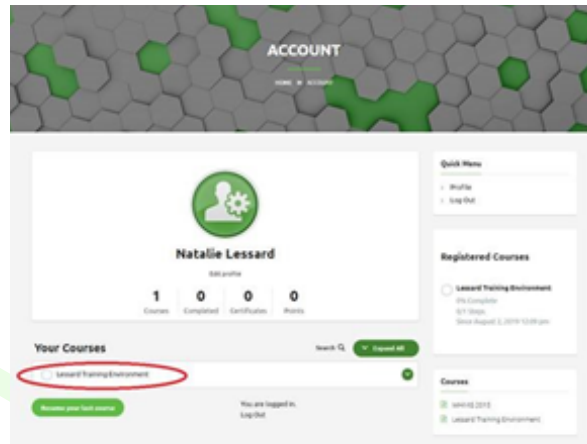 ACCOUNT
HOME ACCOUNT
Natalie Lessard
Edit profile
1 0 0 0
Courses Completed Certificates Points
Your Courses
Search
Expand All
Lessard Training Environment
Resume your last course
You are logged in.
Log Out
Quick Menu
Profile
Log Out
Registered Courses
Lessard Training Environment
0% Complete
0/1 Steps
Since August 2, 2019 12:09 pm
Courses
WHMIS 2015
Lessard Training Environment